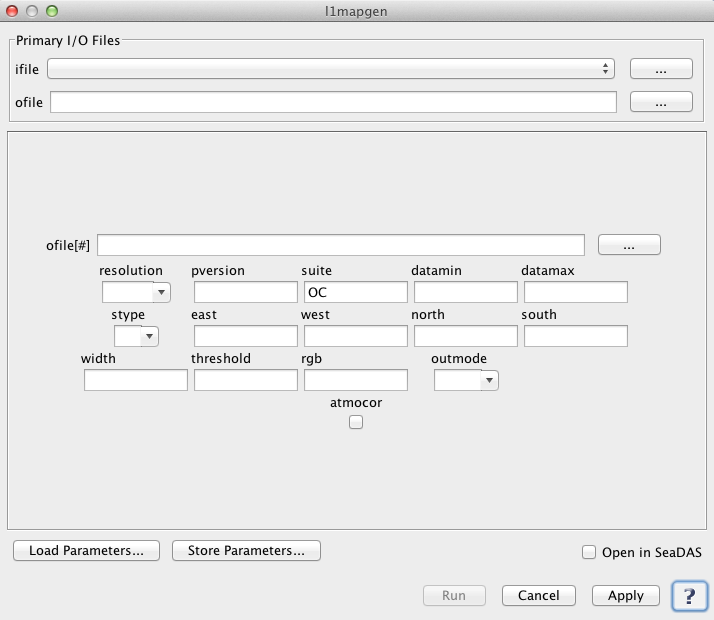 l1mapgen
Primary I/O Files
ifile ...
ofile ...
ofile[#] ...
resolution pversion suite datamin datamax
OC
stype east west north south
width threshold rgb outmode
atmocor
Load Parameters... Store Parameters... Open in SeaDAS
Run Cancel Apply ?